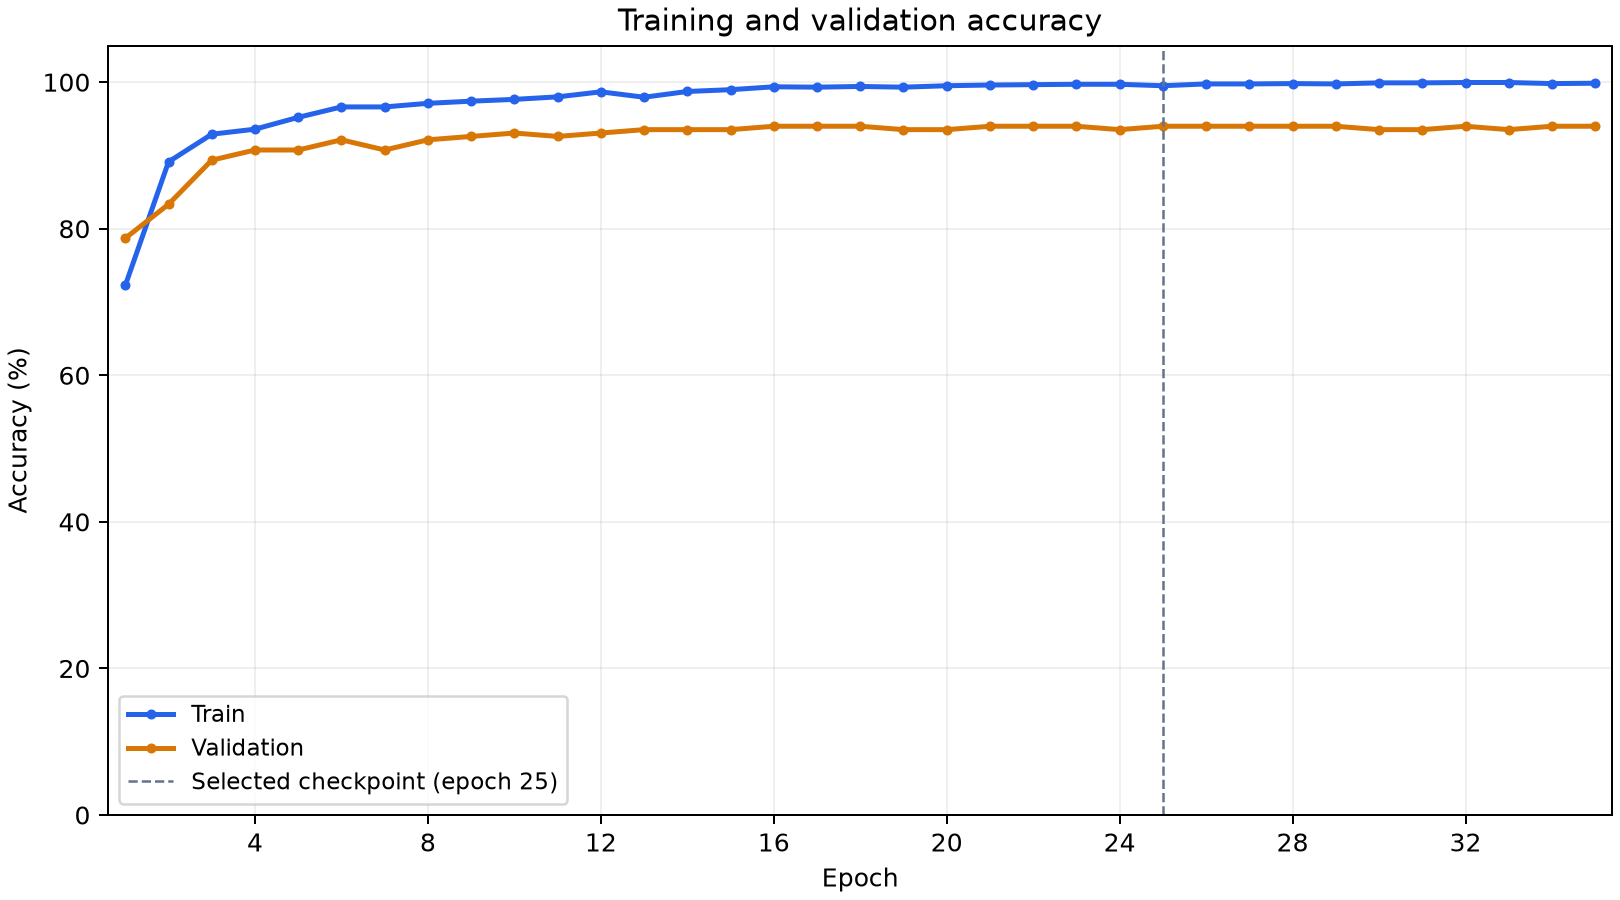 Training and validation accuracy
Accuracy (%)
100
80
60
40
20
0
Train
Validation
Selected checkpoint (epoch 25)
4 8 12 16 20 24 28 32
Epoch